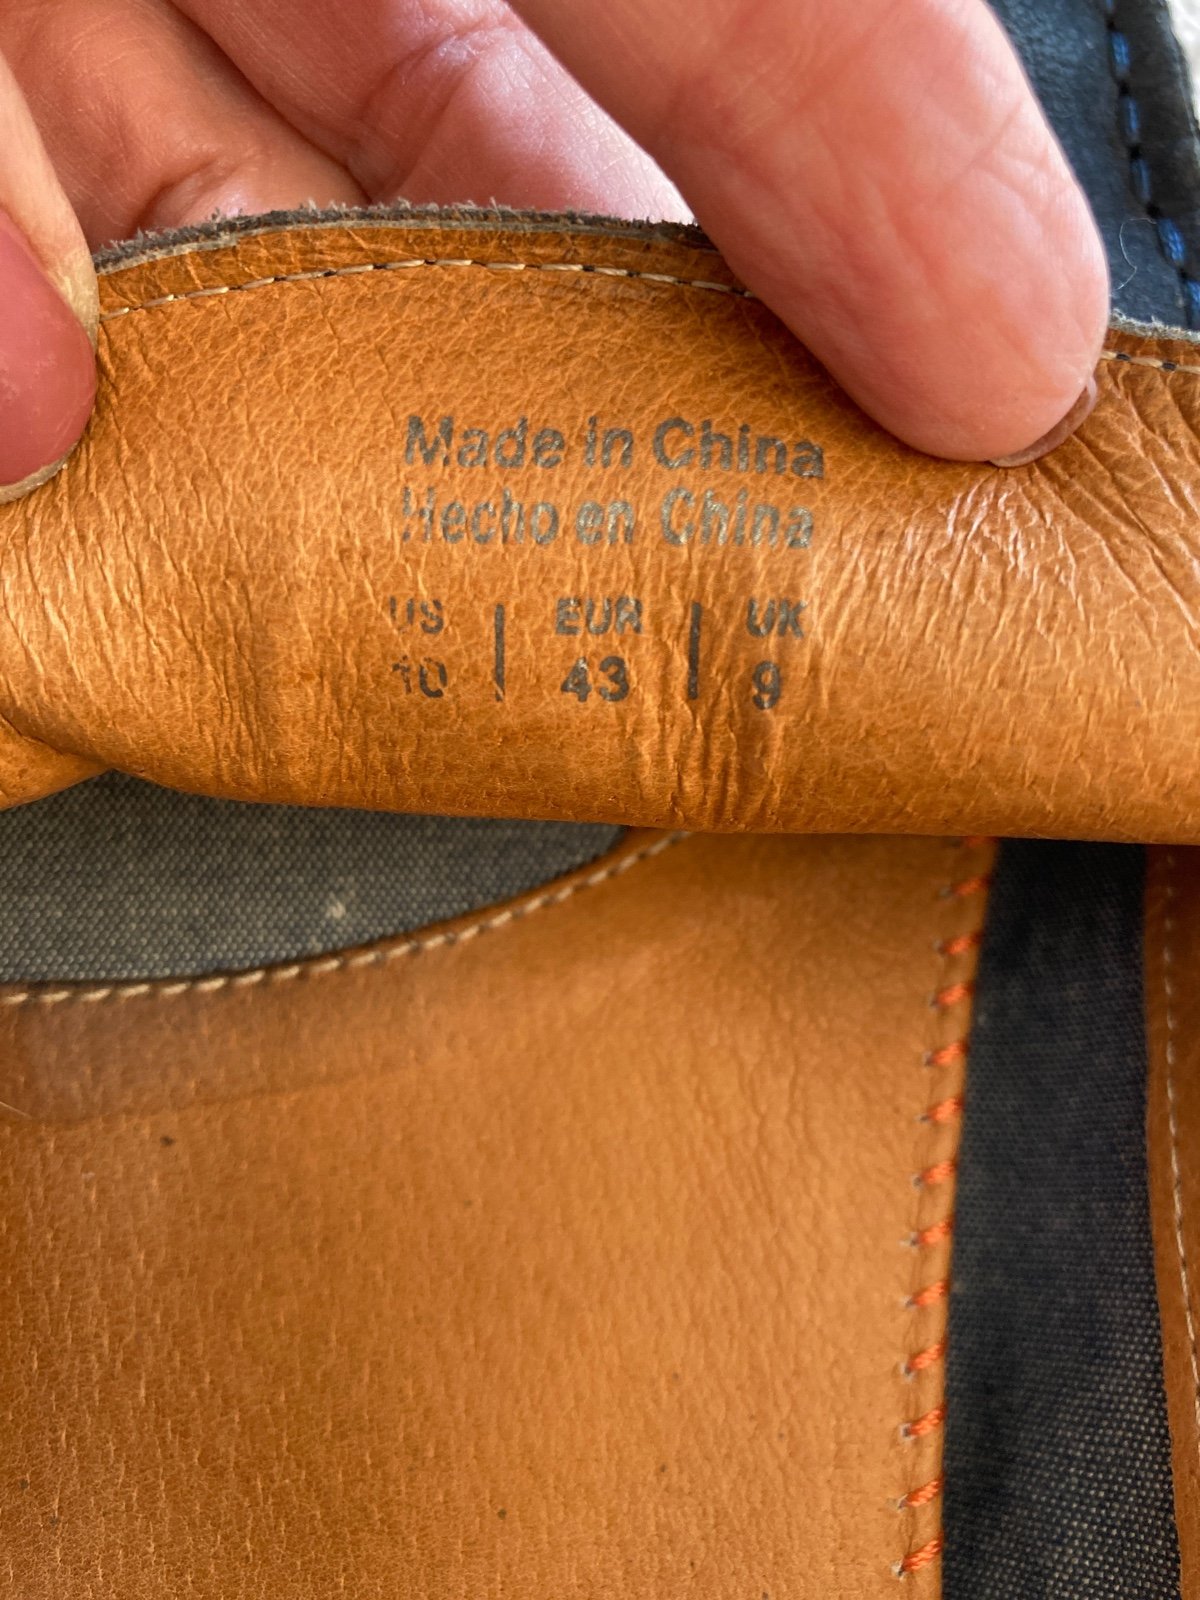 Made in China
Hecho en China
US | EUR | UK
10 | 43 | 9